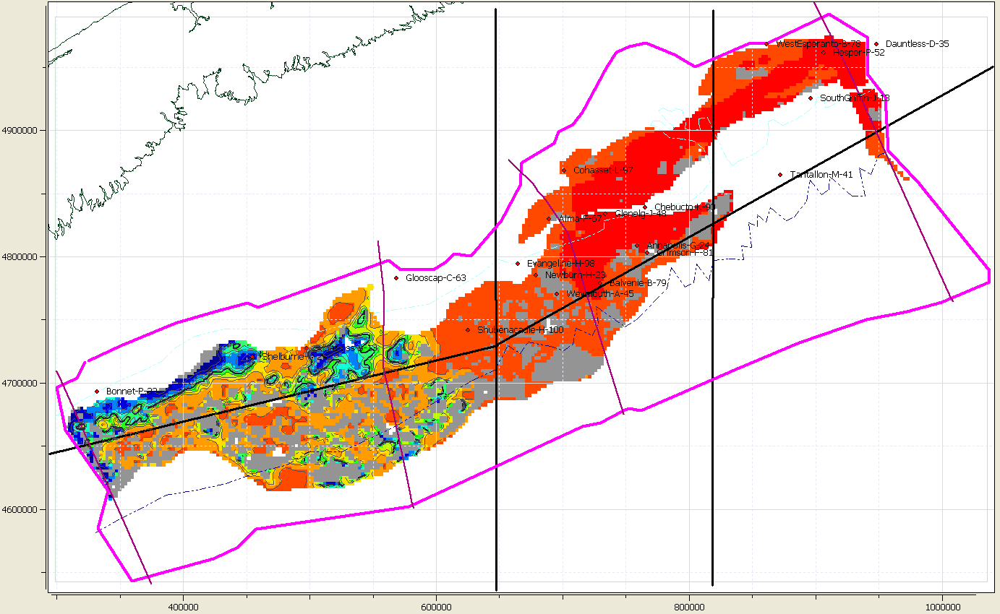 WestEsperanto-B-78
Dauntless-D-35
Hesper-P-52
SouthGriffin-J-13
4900000
Cohasset-L-97
Tantallon-M-41
Chebucto-K-90
Glenelg-J-48
Alma-F-67
Annapolis-G-24
Crimson-F-81
4800000
Evangeline-H-98
Newburn-H-23
Glooscap-C-63
Balvenie-B-79
Weymouth-A-45
Shubenacadie-H-100
Shelburne-
4700000
Bonnet-P-23
4600000
400000
600000
800000
1000000